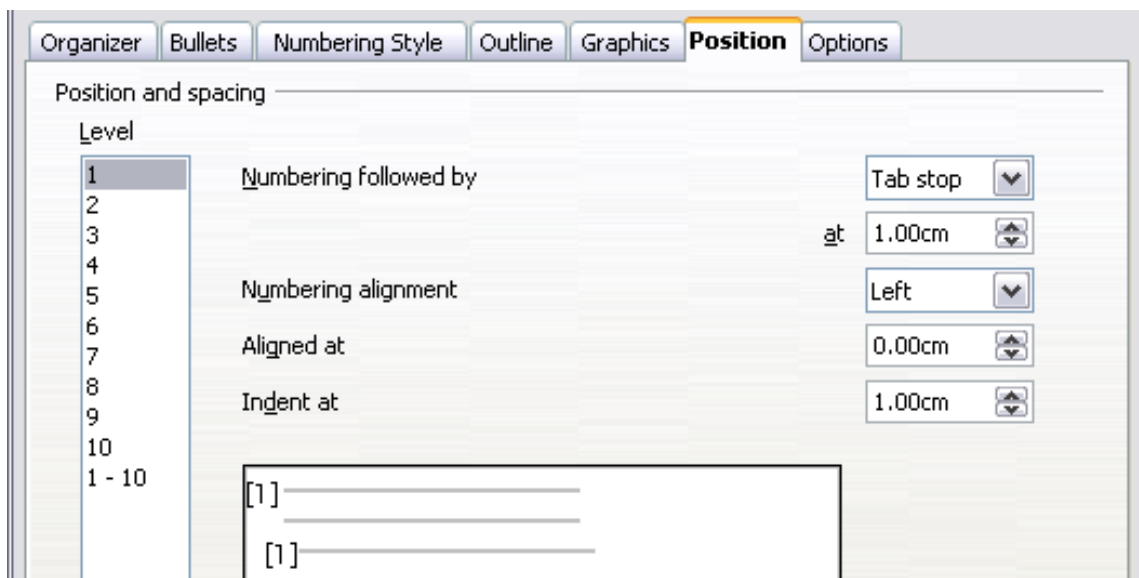 Organizer Bullets Numbering Style Outline Graphics Position Options
Position and spacing
Level
1 Numbering followed by Tab stop
2
3 at 1.00cm
4
5 Numbering alignment Left
6
7 Aligned at 0.00cm
8
9 Indent at 1.00cm
10
1 - 10
[1]
[1]